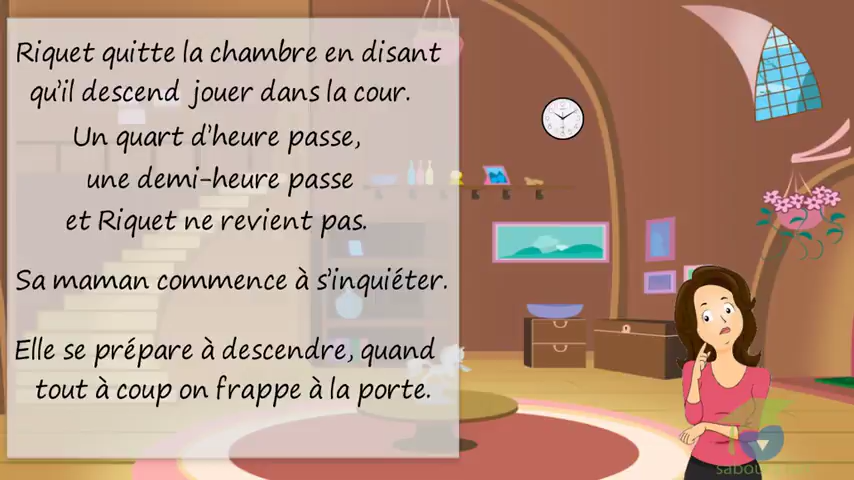 Riquet quitte la chambre en disant
qu'il descend jouer dans la cour.
Un quart d'heure passe,
une demi-heure passe
et Riquet ne revient pas.
Sa maman commence à s'inquiéter.
Elle se prépare à descendre, quand
tout à coup on frappe à la porte.